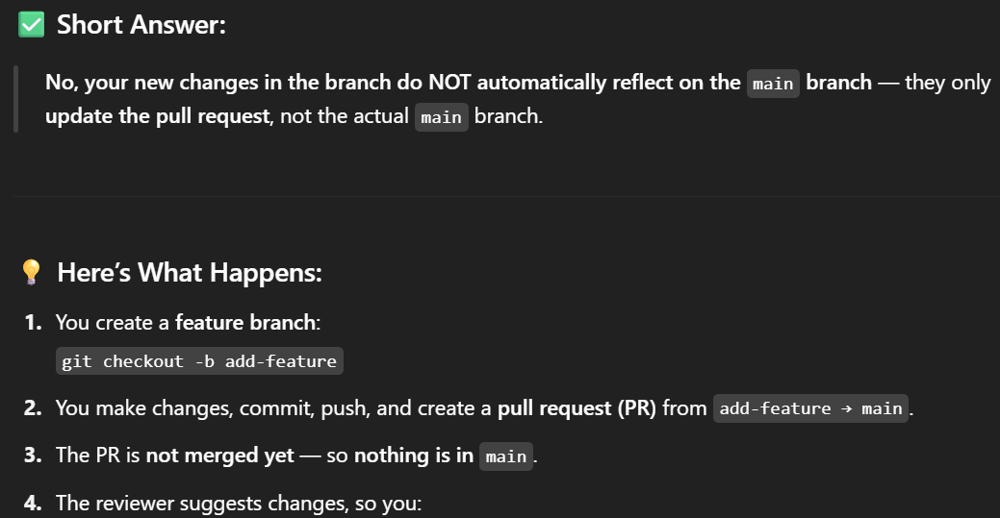 ✅ Short Answer:
No, your new changes in the branch do NOT automatically reflect on the main branch — they only
update the pull request, not the actual main branch.
💡 Here’s What Happens:
1. You create a feature branch:
git checkout -b add-feature
2. You make changes, commit, push, and create a pull request (PR) from add-feature → main.
3. The PR is not merged yet — so nothing is in main.
4. The reviewer suggests changes, so you: